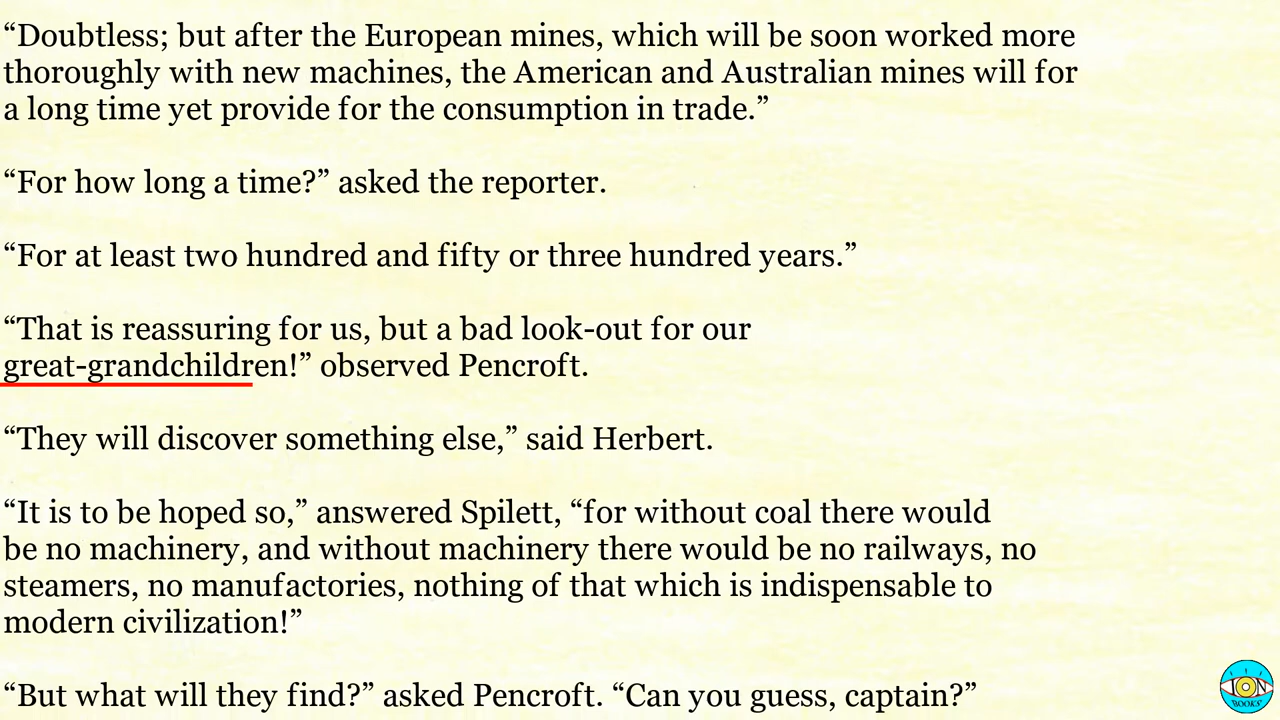 “Doubtless; but after the European mines, which will be soon worked more
thoroughly with new machines, the American and Australian mines will for
a long time yet provide for the consumption in trade.”
“For how long a time?” asked the reporter.
“For at least two hundred and fifty or three hundred years.”
“That is reassuring for us, but a bad look-out for our
great-grandchildren!” observed Pencroft.
“They will discover something else,” said Herbert.
“It is to be hoped so,” answered Spilett, “for without coal there would
be no machinery, and without machinery there would be no railways, no
steamers, no manufactories, nothing of that which is indispensable to
modern civilization!”
“But what will they find?” asked Pencroft. “Can you guess, captain?”
ION
BOOKS